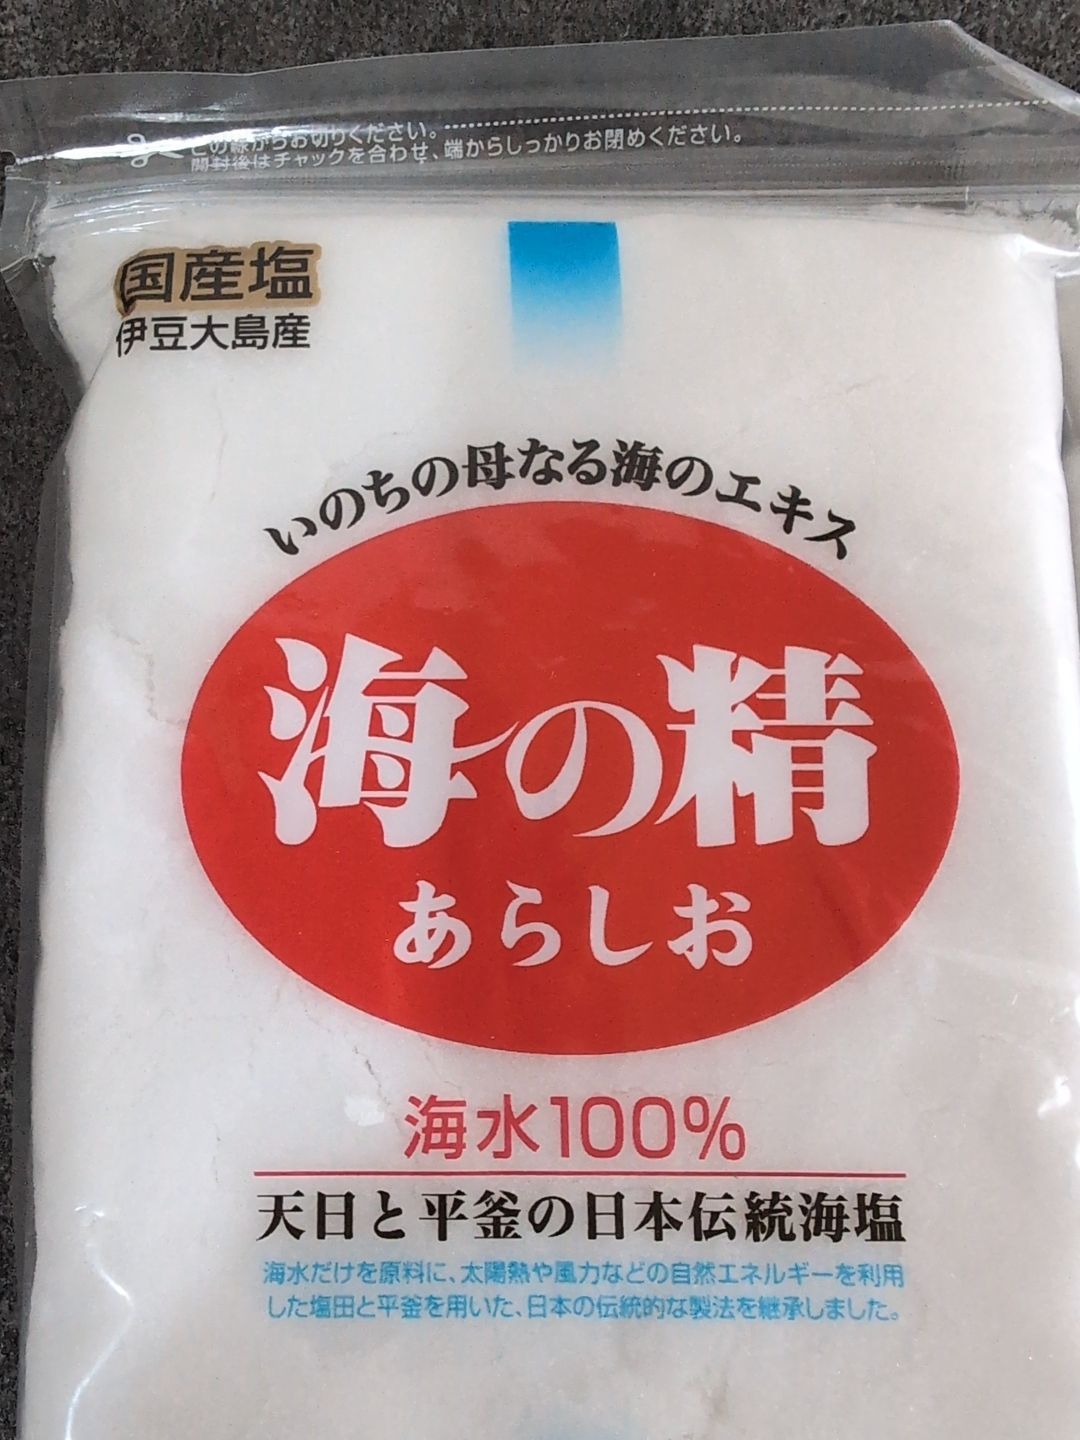 この線からお切りください。
開封後はチャックを合わせ、端からしっかりお閉めください。
国産塩
伊豆大島産
いのちの母なる海のエキス
海の精
あらしお
海水100%
天日と平釜の日本伝統海塩
海水だけを原料に、太陽熱や風力などの自然エネルギーを利用
した塩田と平釜を用いた、日本の伝統的な製法を継承しました。